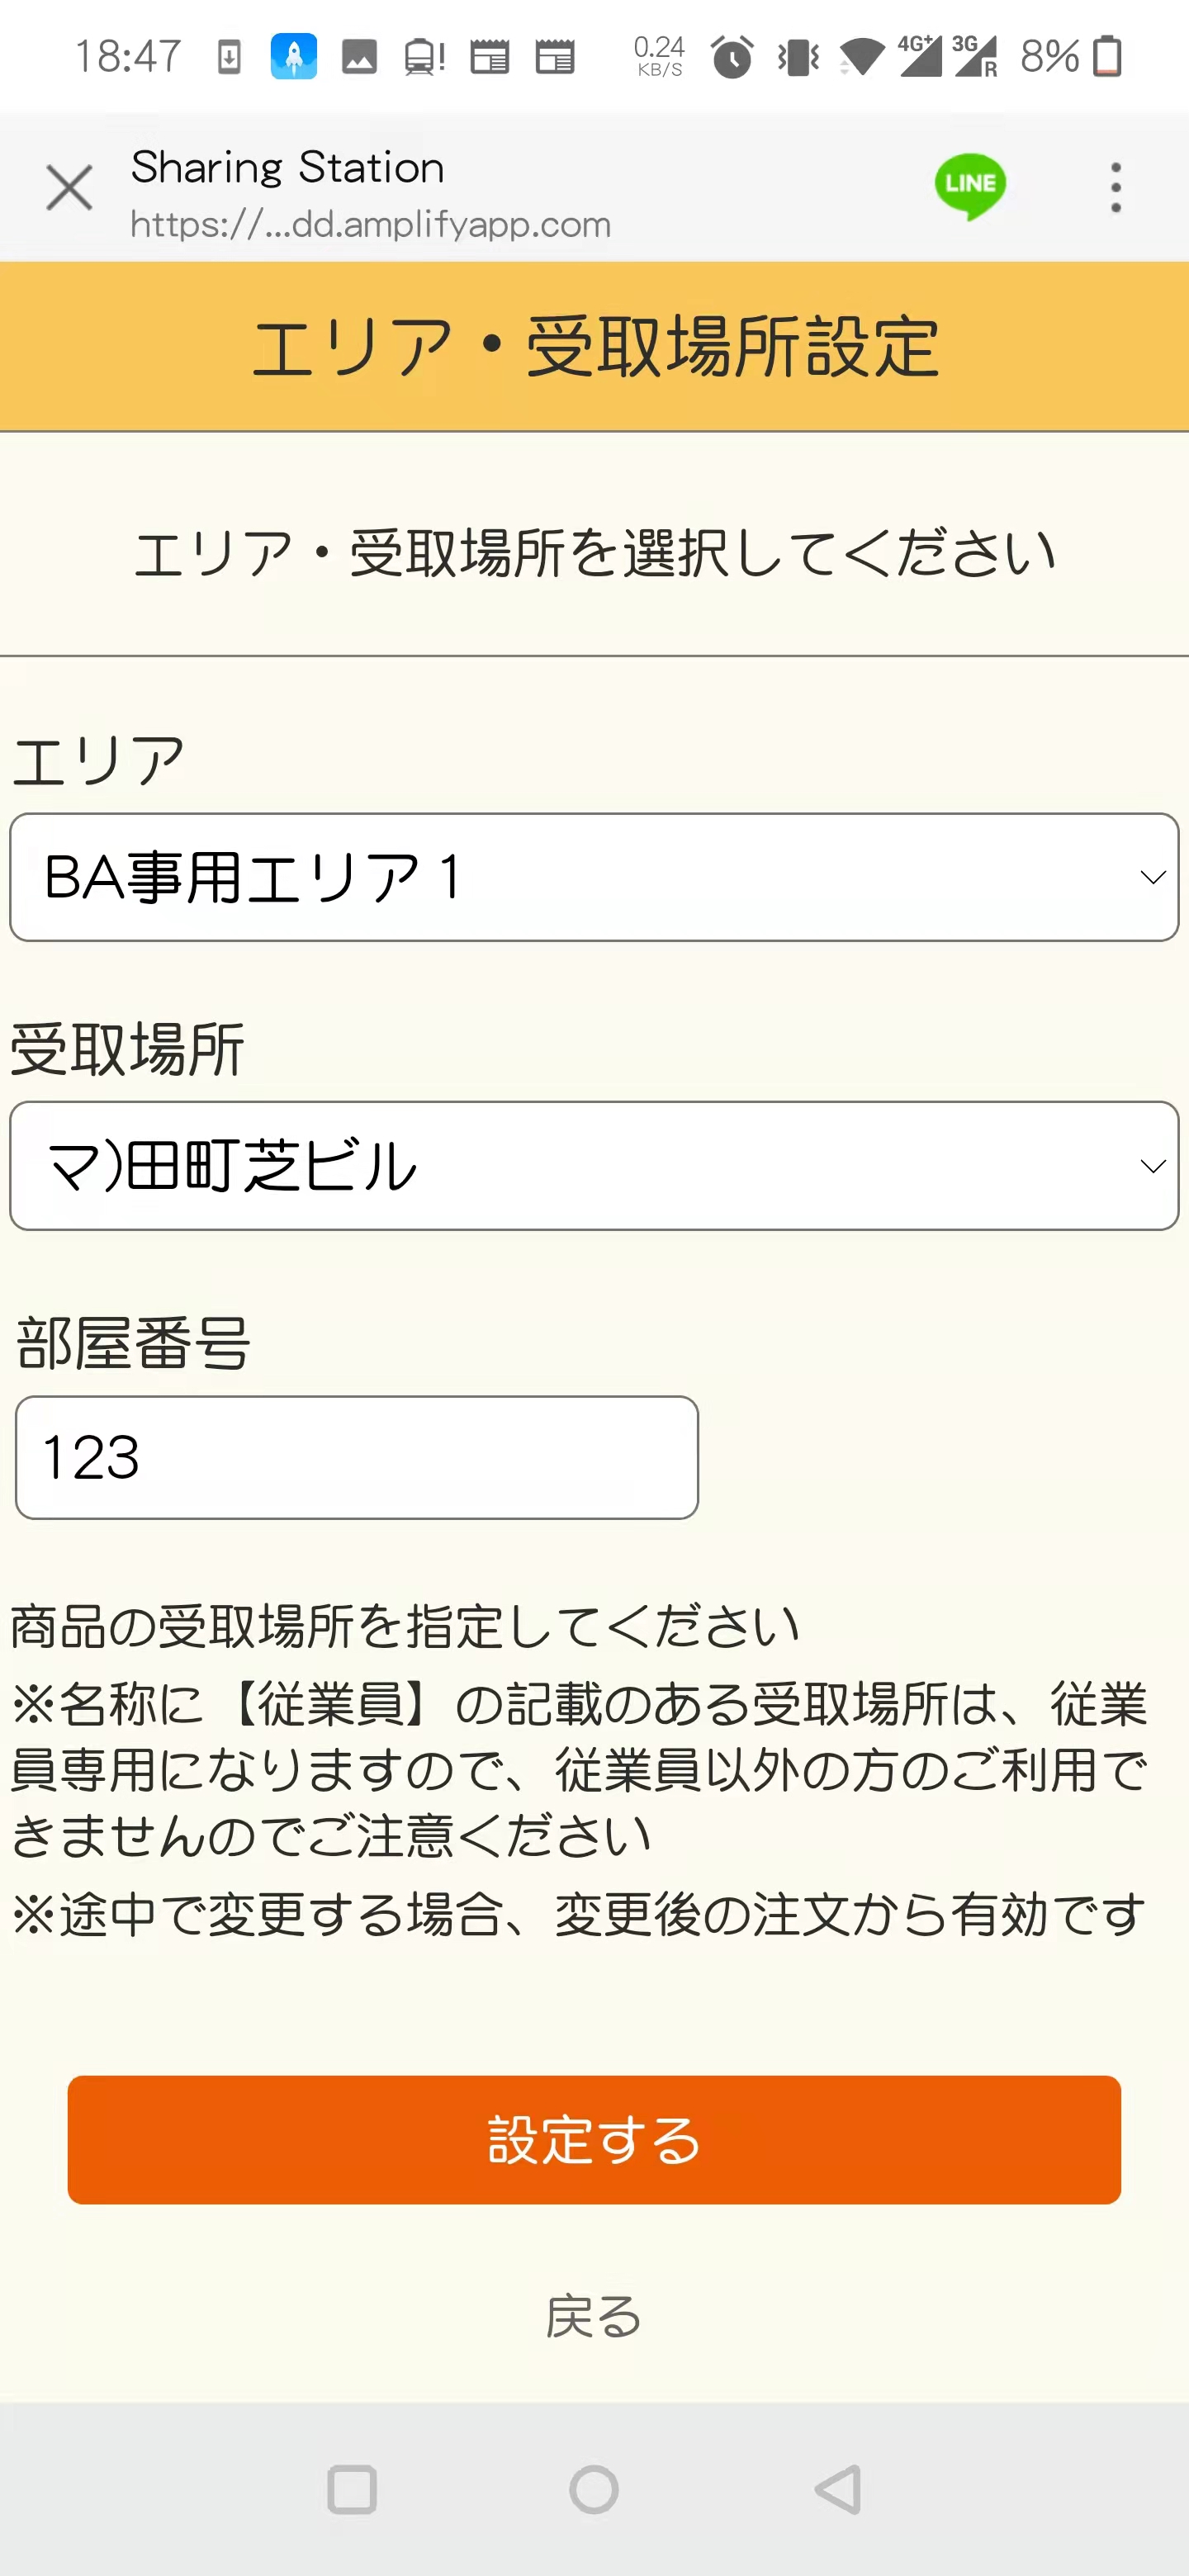 18:47
0.24
KB/S
4G+
3G
R
8%
Sharing Station
https://...dd.amplifyapp.com
LINE
エリア・受取場所設定
エリア・受取場所を選択してください
エリア
BA事用エリア１
受取場所
マ)田町芝ビル
部屋番号
123
商品の受取場所を指定してください
※名称に【従業員】の記載のある受取場所は、従業
員専用になりますので、従業員以外の方のご利用で
きませんのでご注意ください
※途中で変更する場合、変更後の注文から有効です
設定する
戻る